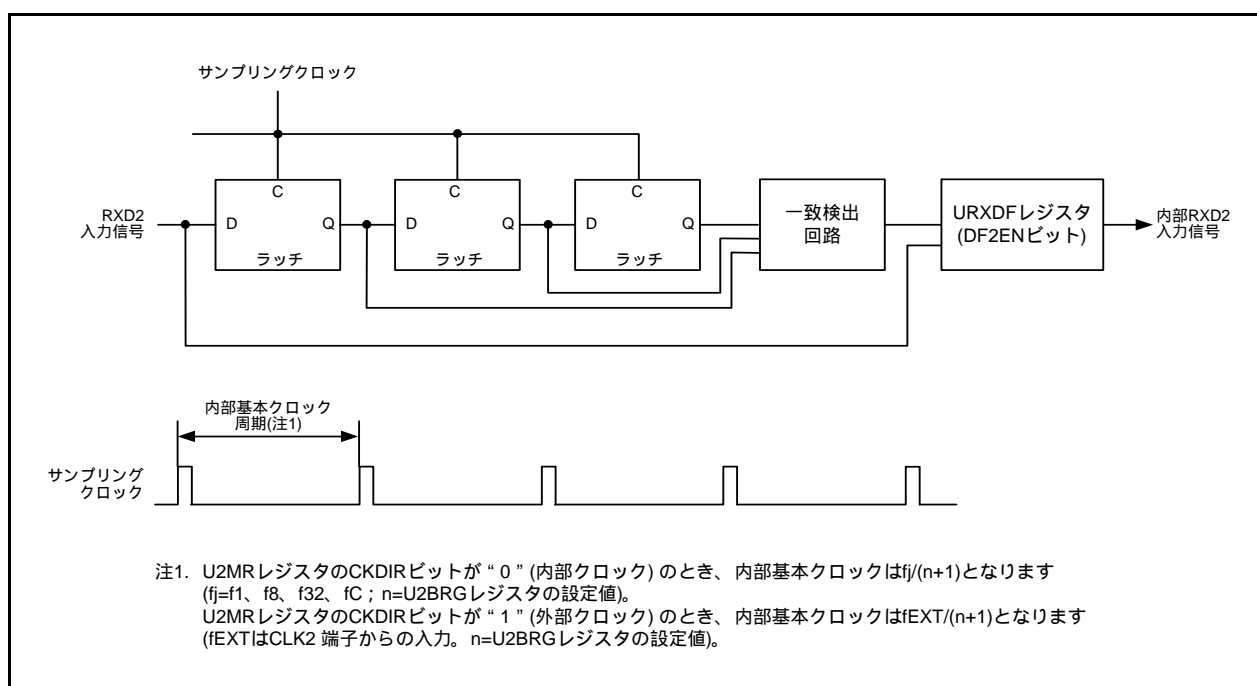 サンプリングクロック
RXD2
入力信号
C
D
Q
ラッチ
C
D
Q
ラッチ
C
D
Q
ラッチ
一致検出
回路
URXDFレジスタ
(DF2ENビット)
内部RXD2
入力信号
内部基本クロック
周期(注1)
サンプリング
クロック
注1. U2MRレジスタのCKDIRビットが“0”(内部クロック) のとき、内部基本クロックはfj/(n+1)となります
(fj=f1、f8、f32、fC ; n=U2BRGレジスタの設定値)。
U2MRレジスタのCKDIRビットが“1”(外部クロック) のとき、内部基本クロックはfEXT/(n+1)となります
(fEXTはCLK2 端子からの入力。n=U2BRGレジスタの設定値)。